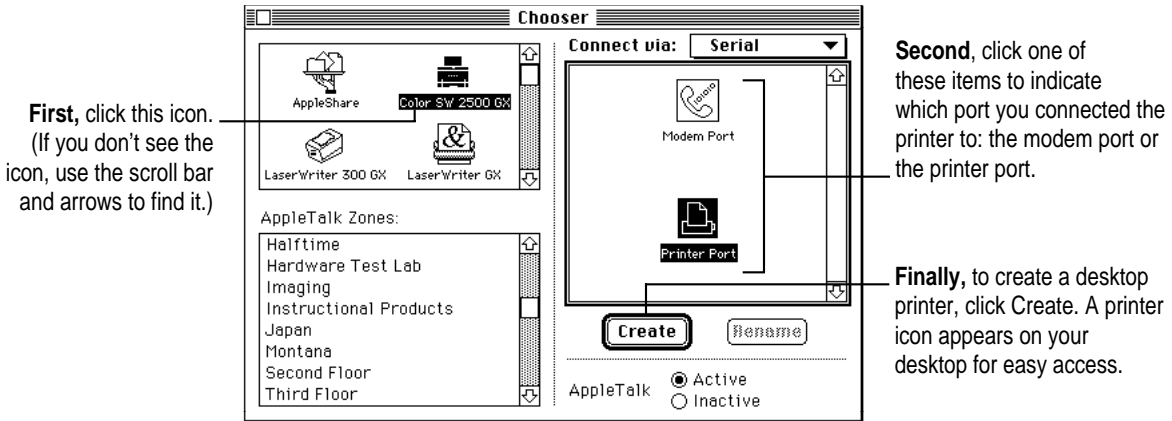 Chooser
First, click this icon.
(If you don’t see the
icon, use the scroll bar
and arrows to find it.)
AppleShare
Color SW 2500 GX
LaserWriter 300 GX
LaserWriter GX
AppleTalk Zones:
Halftime
Hardware Test Lab
Imaging
Instructional Products
Japan
Montana
Second Floor
Third Floor
Connect via: Serial
Modem Port
Printer Port
Create
Rename
AppleTalk
Active
Inactive
Second, click one of
these items to indicate
which port you connected the
printer to: the modem port or
the printer port.
Finally, to create a desktop
printer, click Create. A printer
icon appears on your
desktop for easy access.